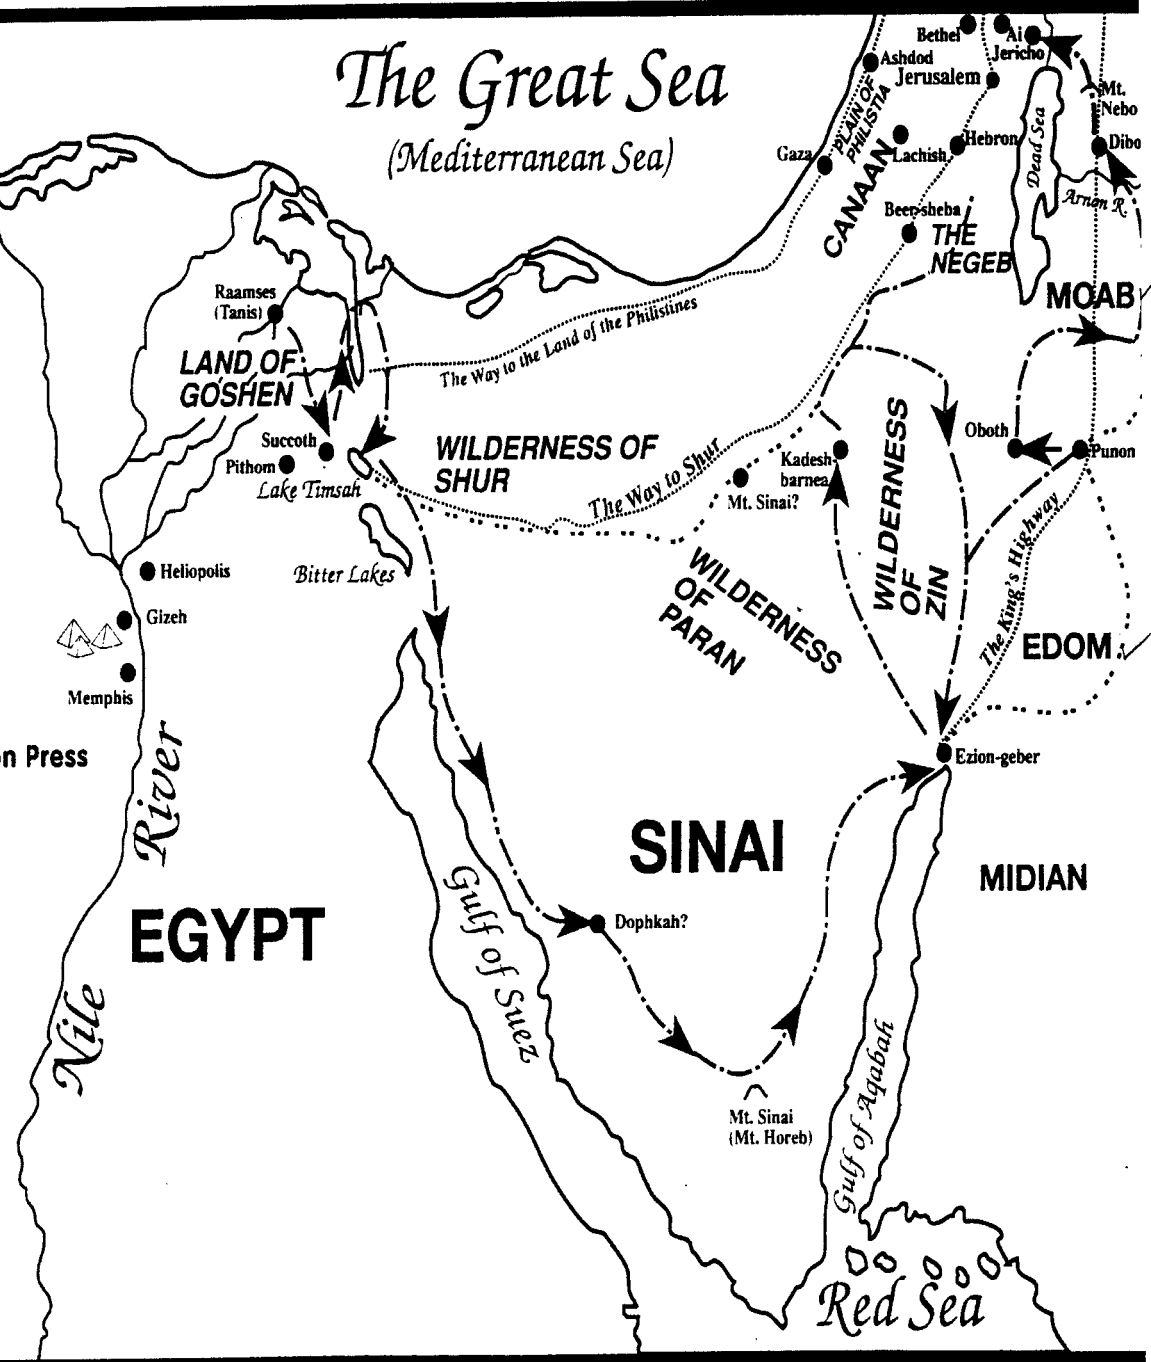 The Great Sea
(Mediterranean Sea)
Bethel
Ai
Jericho
Ashdod
Jerusalem
PLAIN OF
PHILISTIA
Mt.
Nebo
Dibo
Hebron
Lachish
Gaza
Dead Sea
CANAAN
Arnon R.
Beersheba
THE
NEGEB
MOAB
Raamses
(Tanis)
The Way to the Land of the Philistines
LAND OF
GOSHEN
Succoth
Pithom
Lake Timsah
WILDERNESS OF
SHUR
The Way to Shur
Kadesh
barnea
Mt. Sinai?
WILDERNESS
OF
ZIN
Oboth
Punon
The King's Highway
Bitter Lakes
Heliopolis
Gizeh
Memphis
WILDERNESS
OF
PARAN
EDOM
Ezion-geber
on Press
Nile River
SINAI
MIDIAN
EGYPT
Gulf of Suez
Dophkah?
Mt. Sinai
(Mt. Horeb)
Gulf of Aqabah
Red Sea